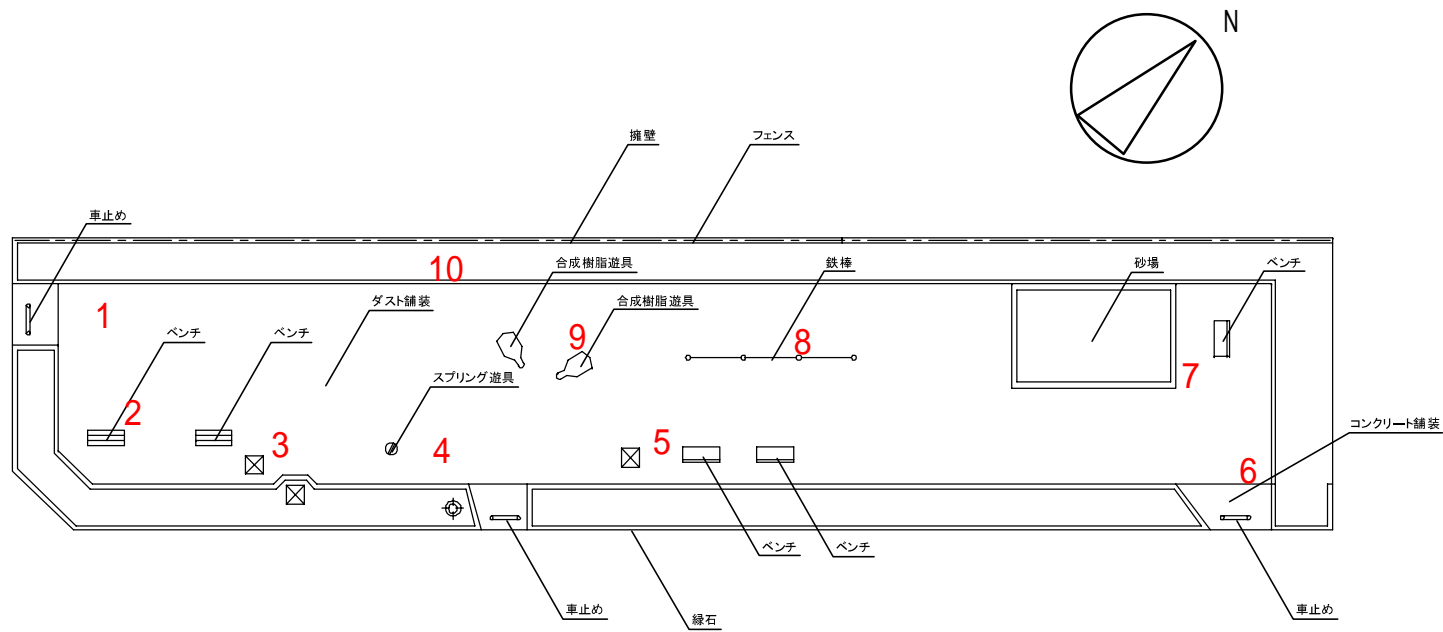 N
擁壁
フェンス
車止め
10
合成樹脂遊具
鉄棒
砂場
ベンチ
1
ダスト舗装
合成樹脂遊具
ベンチ
ベンチ
9
8
スプリング遊具
7
2
コンクリート舗装
3
4
5
6
ベンチ
ベンチ
車止め
縁石
車止め